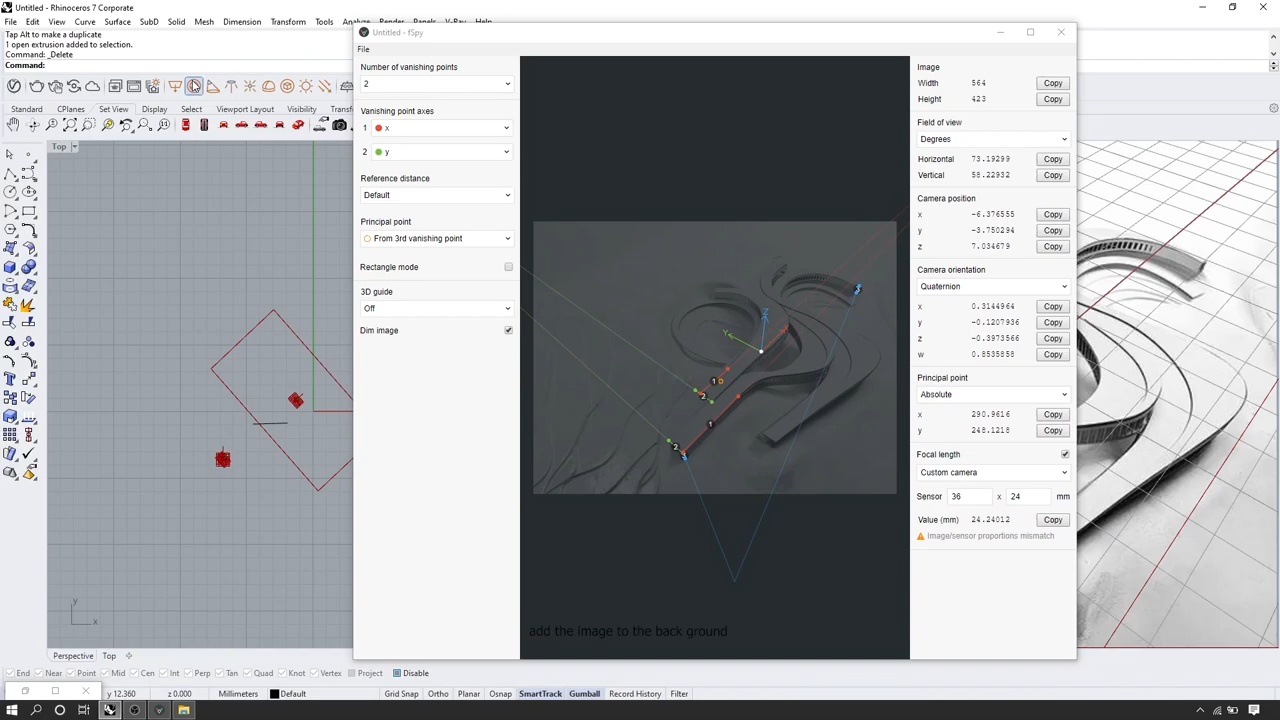 Untitled - Rhinoceros 7 Corporate
File Edit View Curve Surface SubD Solid Mesh Dimension Transform Tools Analyze Render Panels V-Ray Help
Tap Alt to make a duplicate
1 open extrusion added to selection.
Command: _Delete
Command:
Standard CPlanes Set View Display Select Viewport Layout Visibility
Top
Untitled - fSpy
File
Number of vanishing points
2
Vanishing point axes
1 x
2 y
Reference distance
Default
Principal point
From 3rd vanishing point
Rectangle mode
3D guide
Off
Dim image
Y
Z
X
1
2
1
2
add the image to the back ground
Image
Width 564 Copy
Height 423 Copy
Field of view
Degrees
Horizontal 73.19299 Copy
Vertical 58.22932 Copy
Camera position
x -6.376555 Copy
y -3.750294 Copy
z 7.034679 Copy
Camera orientation
Quaternion
x 0.3144964 Copy
y -0.1207936 Copy
z -0.3973566 Copy
w 0.8535858 Copy
Principal point
Absolute
x 290.9616 Copy
y 248.1218 Copy
Focal length
Custom camera
Sensor 36 x 24 mm
Value (mm) 24.24012 Copy
Image/sensor proportions mismatch
y
x
Perspective Top
End Near Point Mid Cen Int Perp Tan Quad Knot Vertex Project Disable
y 12.360 z 0.000 Millimeters Default Grid Snap Ortho Planar Osnap SmartTrack Gumball Record History Filter